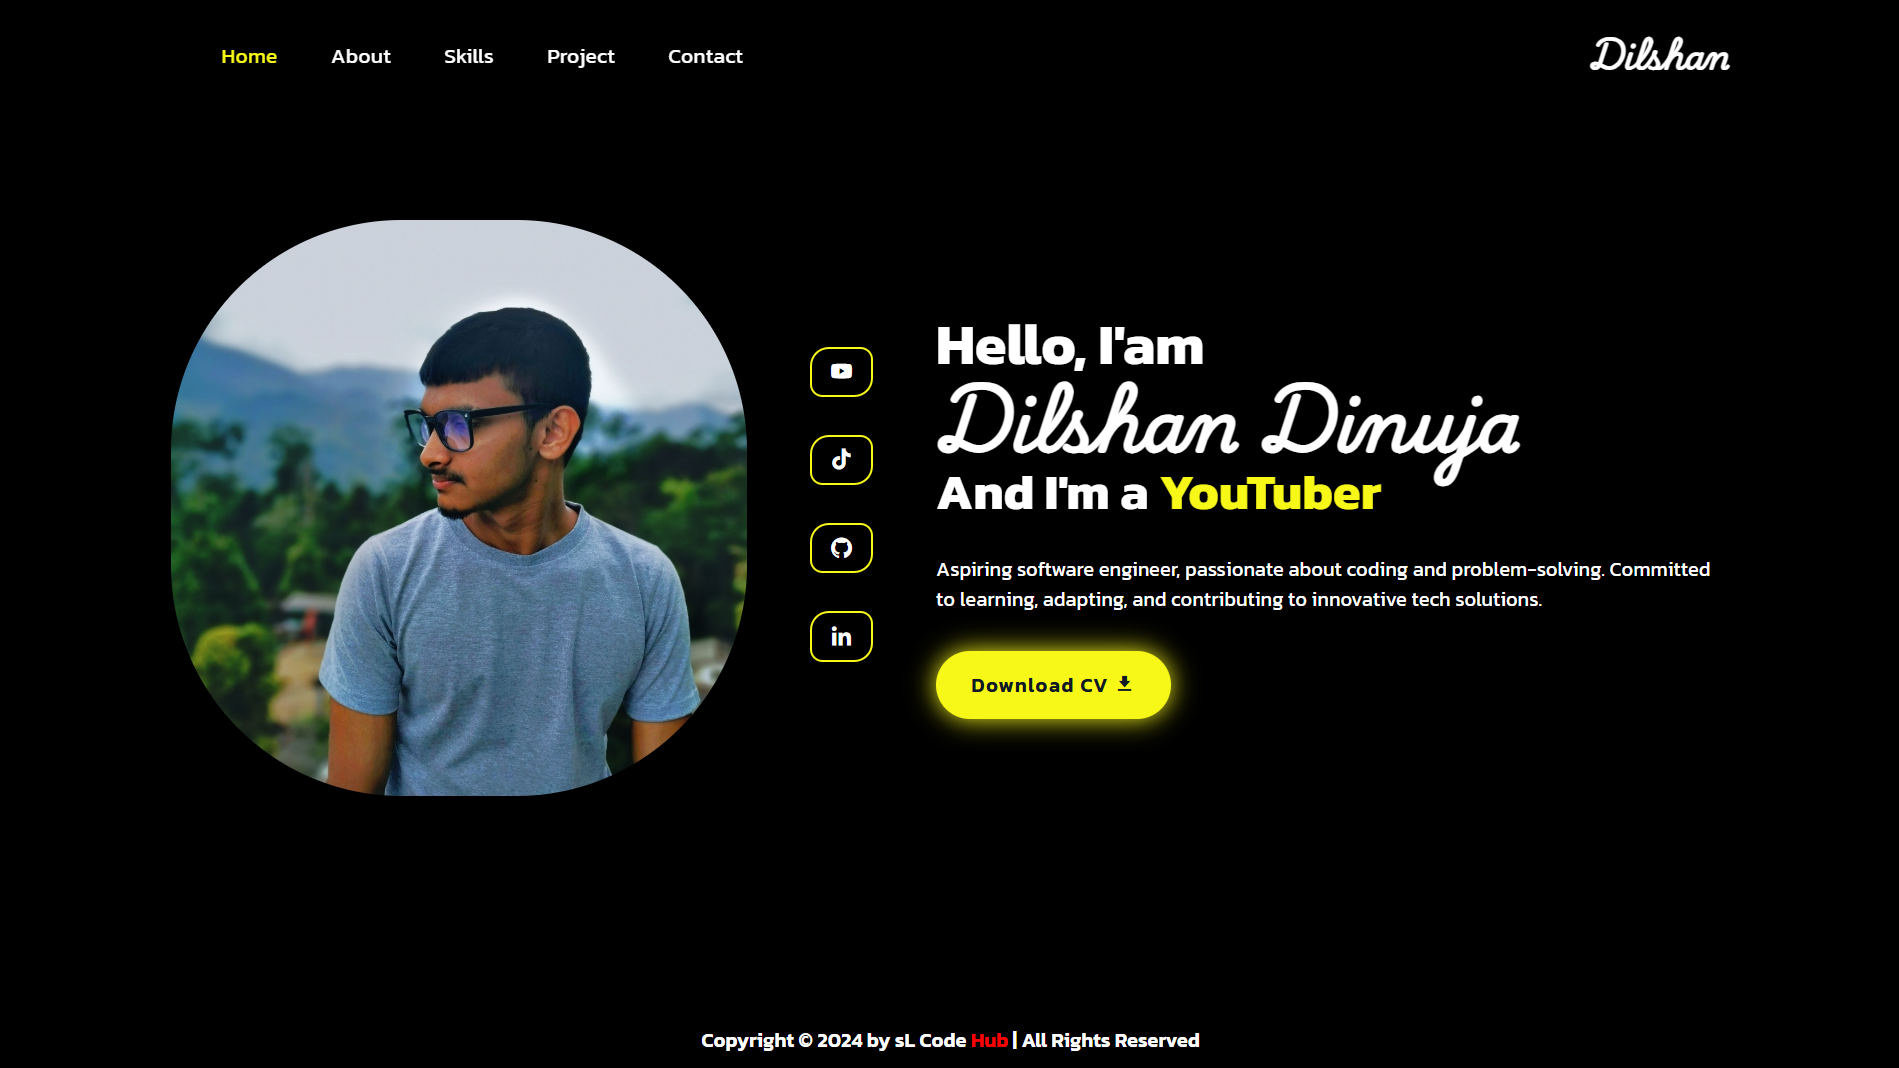 Home About Skills Project Contact
Dilshan
Hello, I'am
Dilshan Dinuja
And I'm a YouTuber
Aspiring software engineer, passionate about coding and problem-solving. Committed
to learning, adapting, and contributing to innovative tech solutions.
Download CV
Copyright © 2024 by sL Code Hub | All Rights Reserved